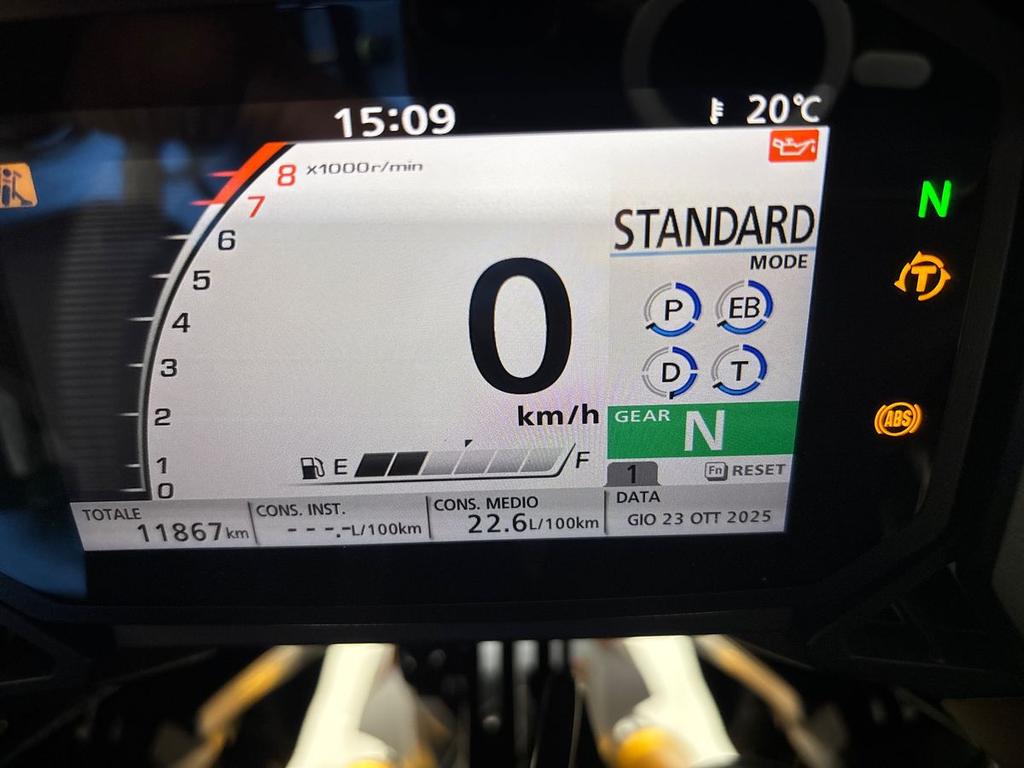 15:09
20°C
8 x1000r/min
7
6
5
4
3
2
1
0
STANDARD
MODE
P EB
D T
0
km/h
GEAR N
E F
1
Fn RESET
TOTALE
11867km
CONS. INST.
---.-L/100km
CONS. MEDIO
22.6L/100km
DATA
GIO 23 OTT 2025
N
T
ABS